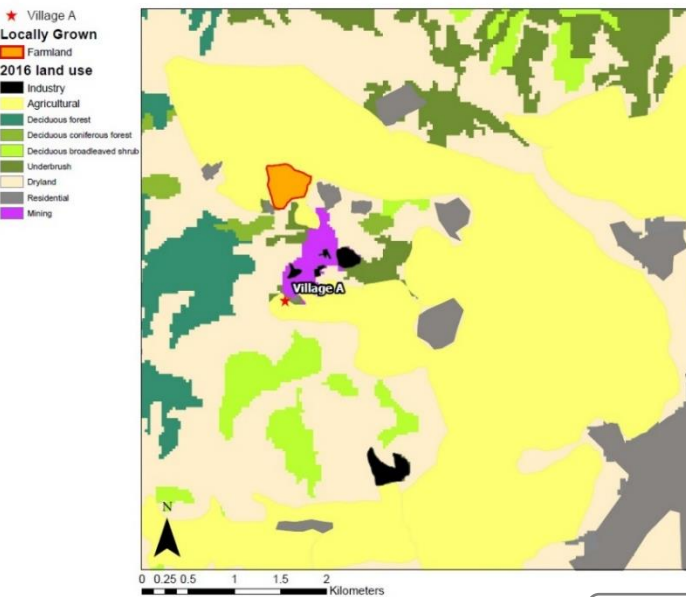 Village A
Locally Grown
Farmland
2016 land use
Industry
Agricultural
Deciduous forest
Deciduous coniferous forest
Deciduous broadleaved shrub
Underbrush
Dryland
Residential
Mining
Village A
N
0 0.25 0.5 1 1.5 2
Kilometers